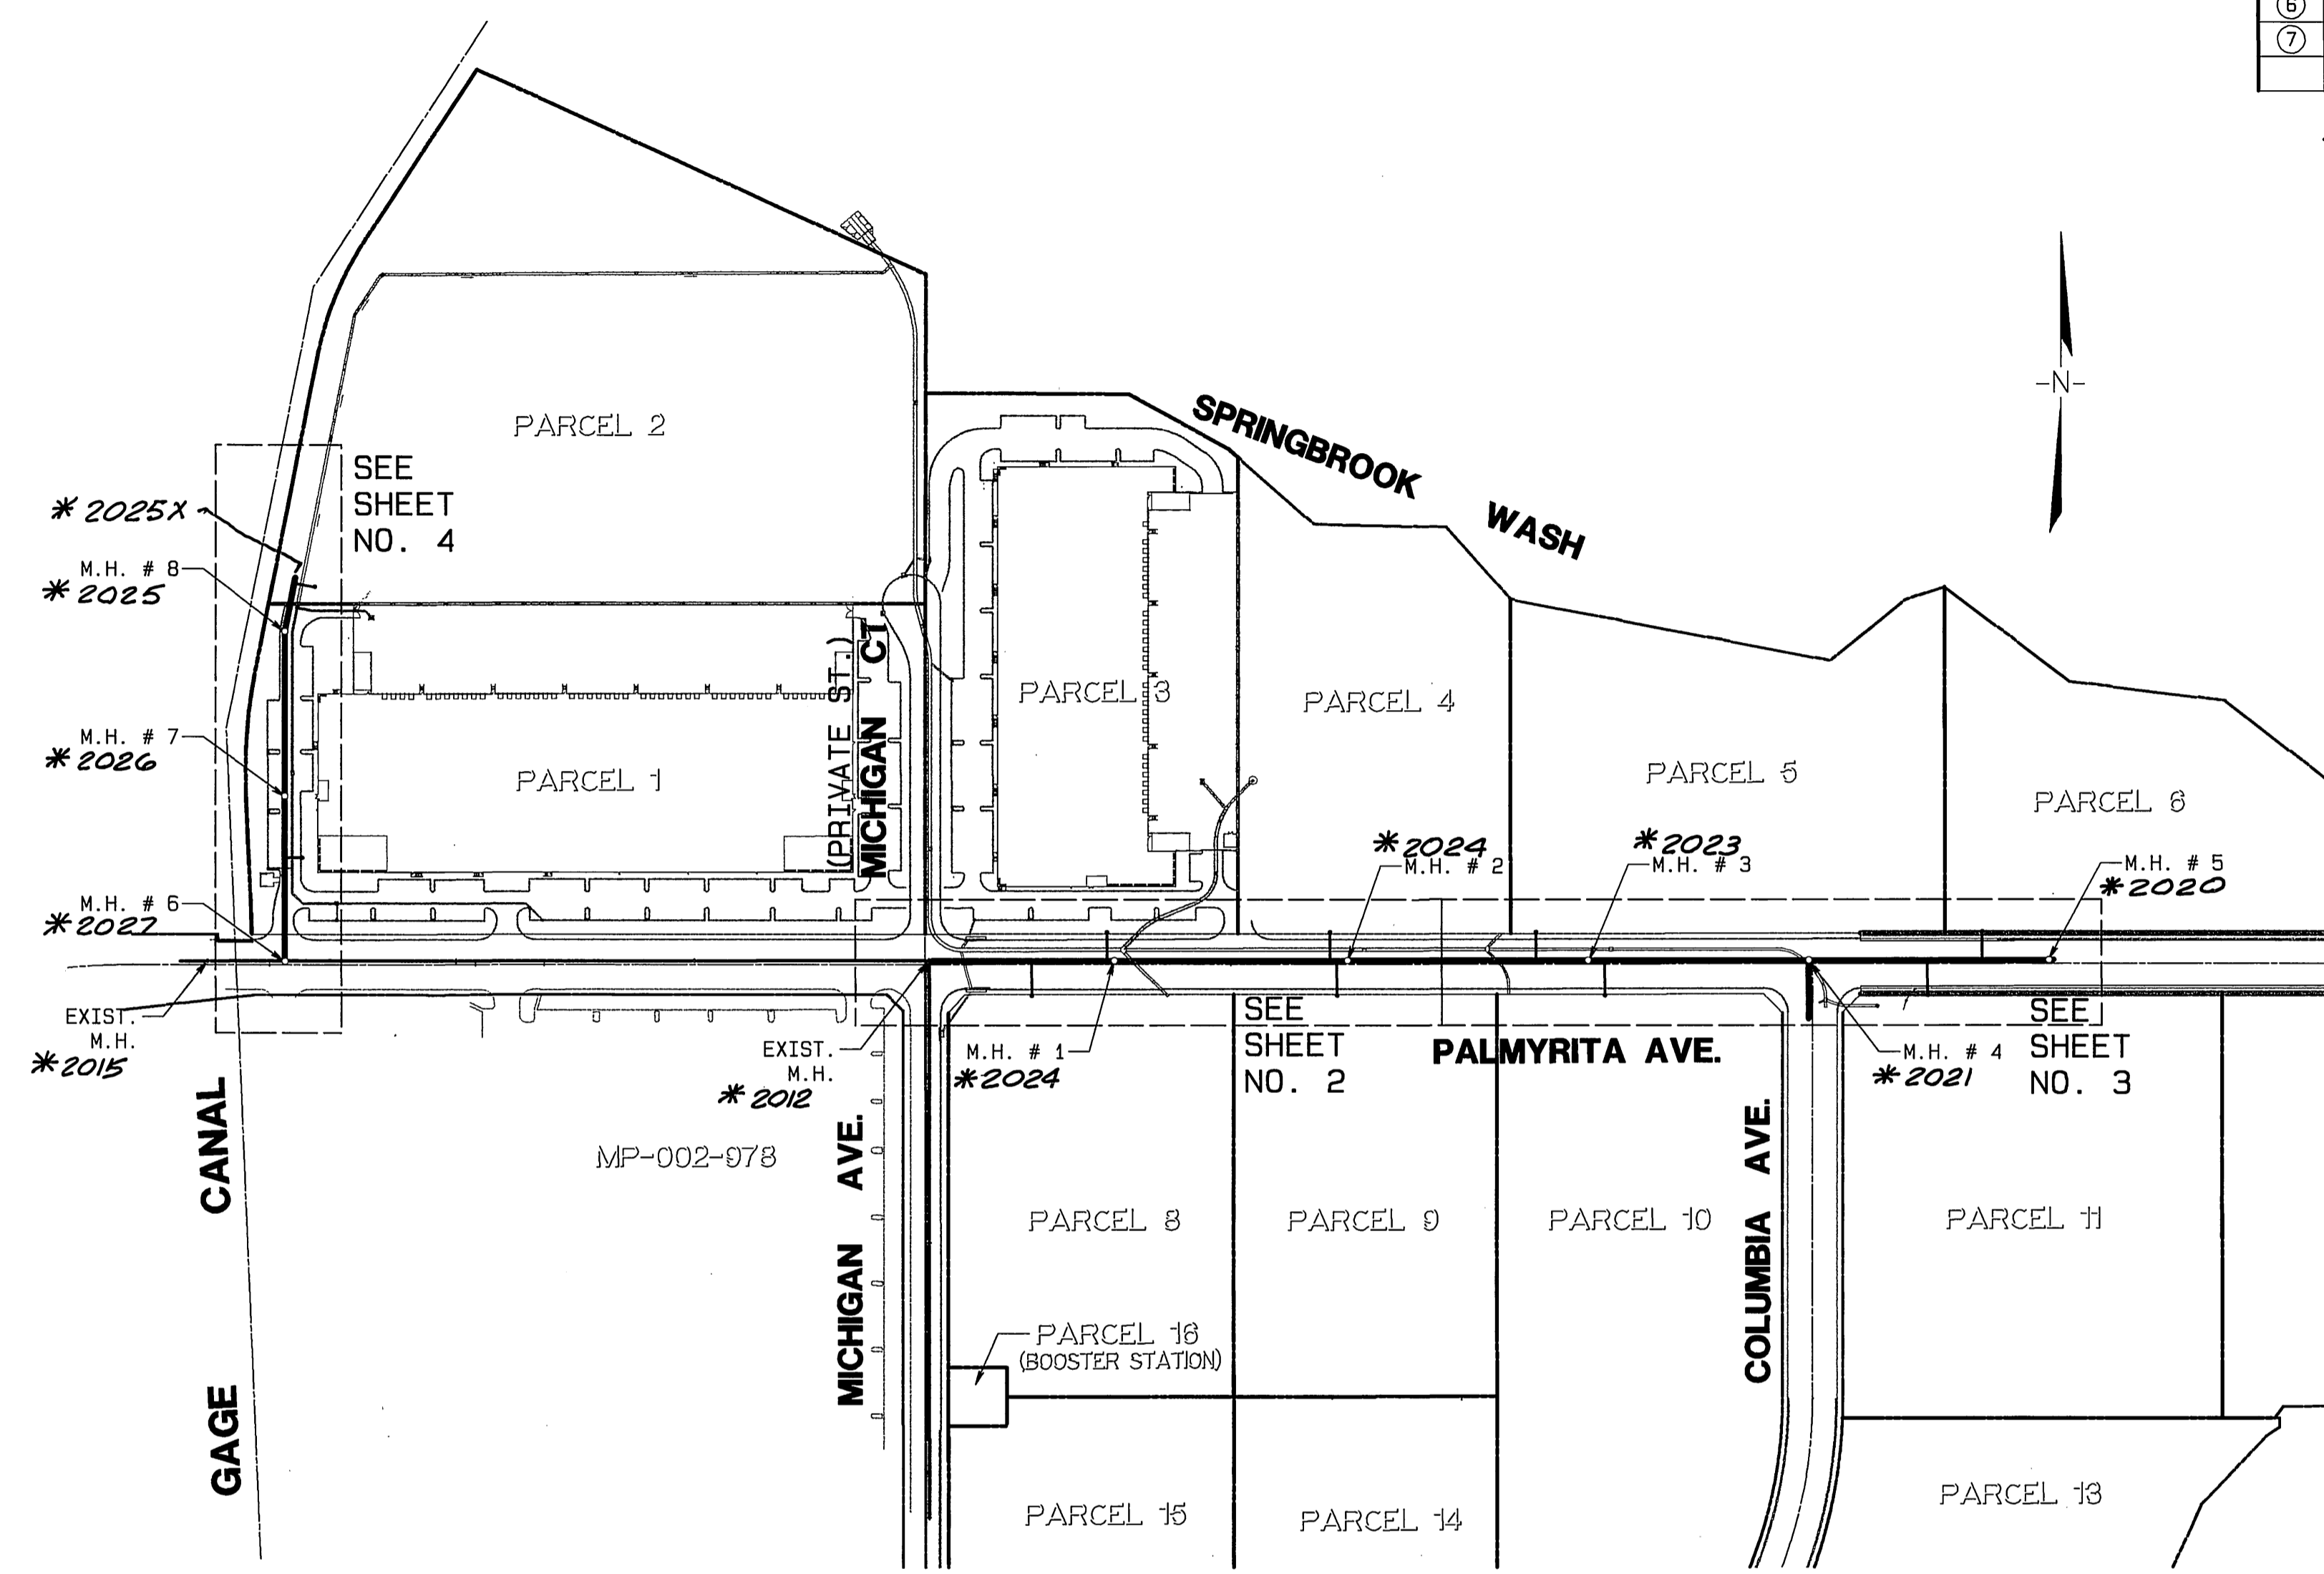 6
7
-N-
SPRINGBROOK WASH
PARCEL 2
SEE
SHEET
NO. 4
* 2025X
M.H. # 8
* 2025
M.H. # 7
* 2026
PARCEL 1
(PRIVATE ST.)
MICHIGAN CT
PARCEL 3
PARCEL 4
PARCEL 5
PARCEL 6
* 2024
M.H. # 2
* 2023
M.H. # 3
M.H. # 5
* 2020
M.H. # 6
* 2027
EXIST.
M.H.
* 2015
EXIST.
M.H.
* 2012
M.H. # 1
* 2024
SEE
SHEET
NO. 2
PALMYRITA AVE.
M.H. # 4
* 2021
SEE
SHEET
NO. 3
GAGE CANAL
MP-002-978
MICHIGAN AVE.
PARCEL 8
PARCEL 9
PARCEL 10
COLUMBIA AVE.
PARCEL 11
PARCEL 16
(BOOSTER STATION)
PARCEL 15
PARCEL 14
PARCEL 13